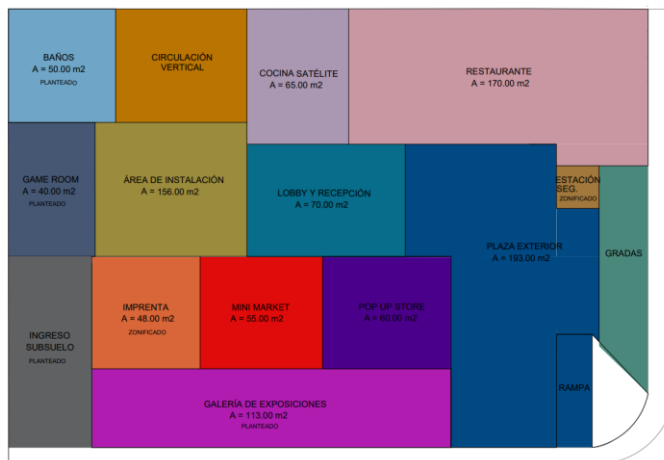 BAÑOS
A = 50.00 m2
PLANTEADO
CIRCULACIÓN
VERTICAL
COCINA SATÉLITE
A = 65.00 m2
RESTAURANTE
A = 170.00 m2
GAME ROOM
A = 40.00 m2
PLANTEADO
ÁREA DE INSTALACIÓN
A = 156.00 m2
LOBBY Y RECEPCIÓN
A = 70.00 m2
ESTACIÓN
SEG.
ZONIFICADO
PLAZA EXTERIOR
A = 193.00 m2
GRADAS
INGRESO
SUBSUELO
PLANTEADO
IMPRENTA
A = 48.00 m2
ZONIFICADO
MINI MARKET
A = 55.00 m2
POP UP STORE
A = 60.00 m2
GALERÍA DE EXPOSICIONES
A = 113.00 m2
PLANTEADO
RAMPA